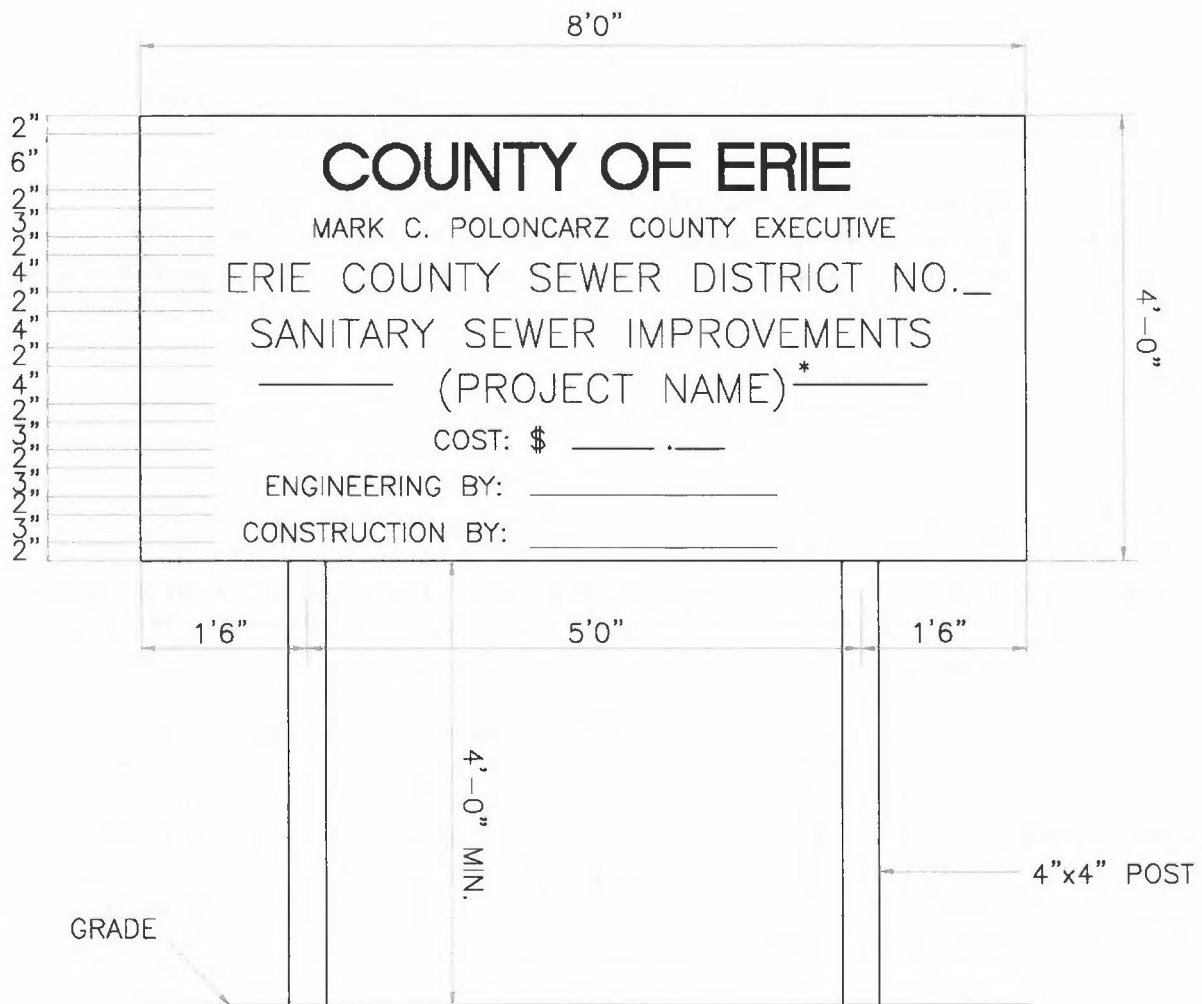 8'0"
2"
6"
2"
3"
2"
4"
2"
4"
2"
4"
2"
3"
2"
3"
2"
3"
2"
COUNTY OF ERIE
MARK C. POLONCARZ COUNTY EXECUTIVE
ERIE COUNTY SEWER DISTRICT NO._
SANITARY SEWER IMPROVEMENTS
(PROJECT NAME)*
COST: $ ____.__
ENGINEERING BY: ____________
CONSTRUCTION BY: ____________
4'-0"
1'6" 5'0" 1'6"
4'-0" MIN.
4"x4" POST
GRADE